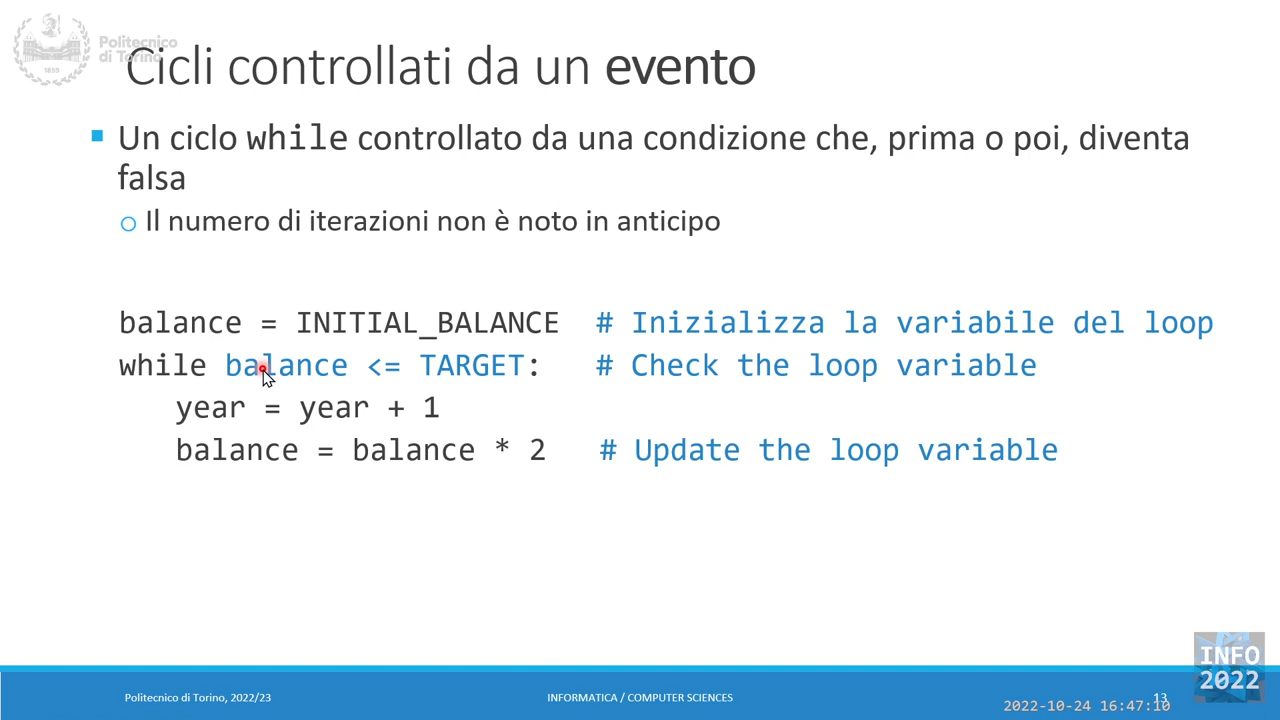 Politecnico
di Torino
1859
Cicli controllati da un evento
Un ciclo while controllato da una condizione che, prima o poi, diventa
falsa
Il numero di iterazioni non è noto in anticipo
balance = INITIAL_BALANCE # Inizializza la variabile del loop
while balance <= TARGET: # Check the loop variable
year = year + 1
balance = balance * 2 # Update the loop variable
Politecnico di Torino, 2022/23
INFORMATICA / COMPUTER SCIENCES
13
INFO
2022
2022-10-24 16:47:10